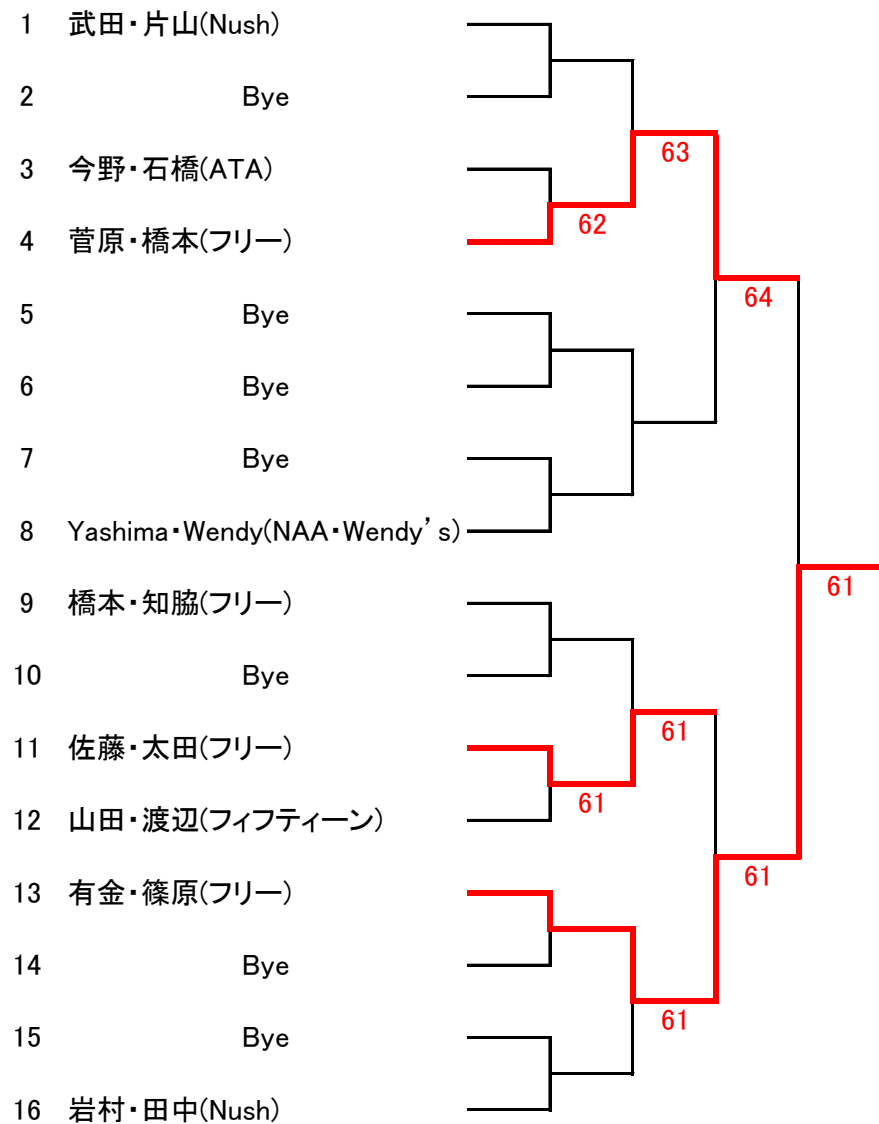 1 武田・片山(Nush)
2 Bye
63
3 今野・石橋(ATA)
62
4 菅原・橋本(フリー)
64
5 Bye
6 Bye
7 Bye
8 Yashima・Wendy(NAA・Wendy's)
61
9 橋本・知脇(フリー)
10 Bye
61
11 佐藤・太田(フリー)
61
12 山田・渡辺(フィフティーン)
61
13 有金・篠原(フリー)
14 Bye
61
15 Bye
16 岩村・田中(Nush)